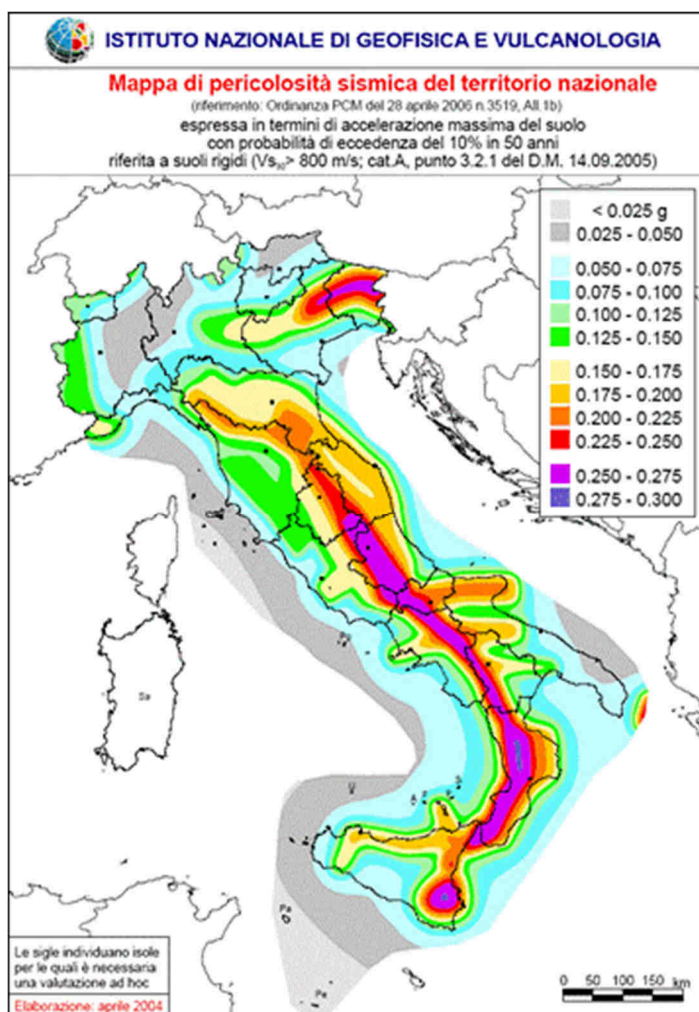 ISTITUTO NAZIONALE DI GEOFISICA E VULCANOLOGIA
Mappa di pericolosità sismica del territorio nazionale
(riferimento: Ordinanza PCM del 28 aprile 2006 n.3519, All.1b)
espressa in termini di accelerazione massima del suolo
con probabilità di eccedenza del 10% in 50 anni
riferita a suoli rigidi (Vs₃₀> 800 m/s; cat.A, punto 3.2.1 del D.M. 14.09.2005)
< 0.025 g
0.025 - 0.050
0.050 - 0.075
0.075 - 0.100
0.100 - 0.125
0.125 - 0.150
0.150 - 0.175
0.175 - 0.200
0.200 - 0.225
0.225 - 0.250
0.250 - 0.275
0.275 - 0.300
Sa
U
Pa
Pe
Le sigle individuano isole
per le quali è necessaria
una valutazione ad hoc
Elaborazione: aprile 2004
0 50 100 150
km